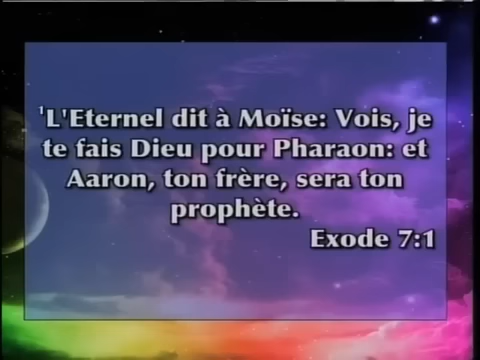 ¹L'Eternel dit à Moïse: Vois, je
te fais Dieu pour Pharaon: et
Aaron, ton frère, sera ton
prophète.
Exode 7:1